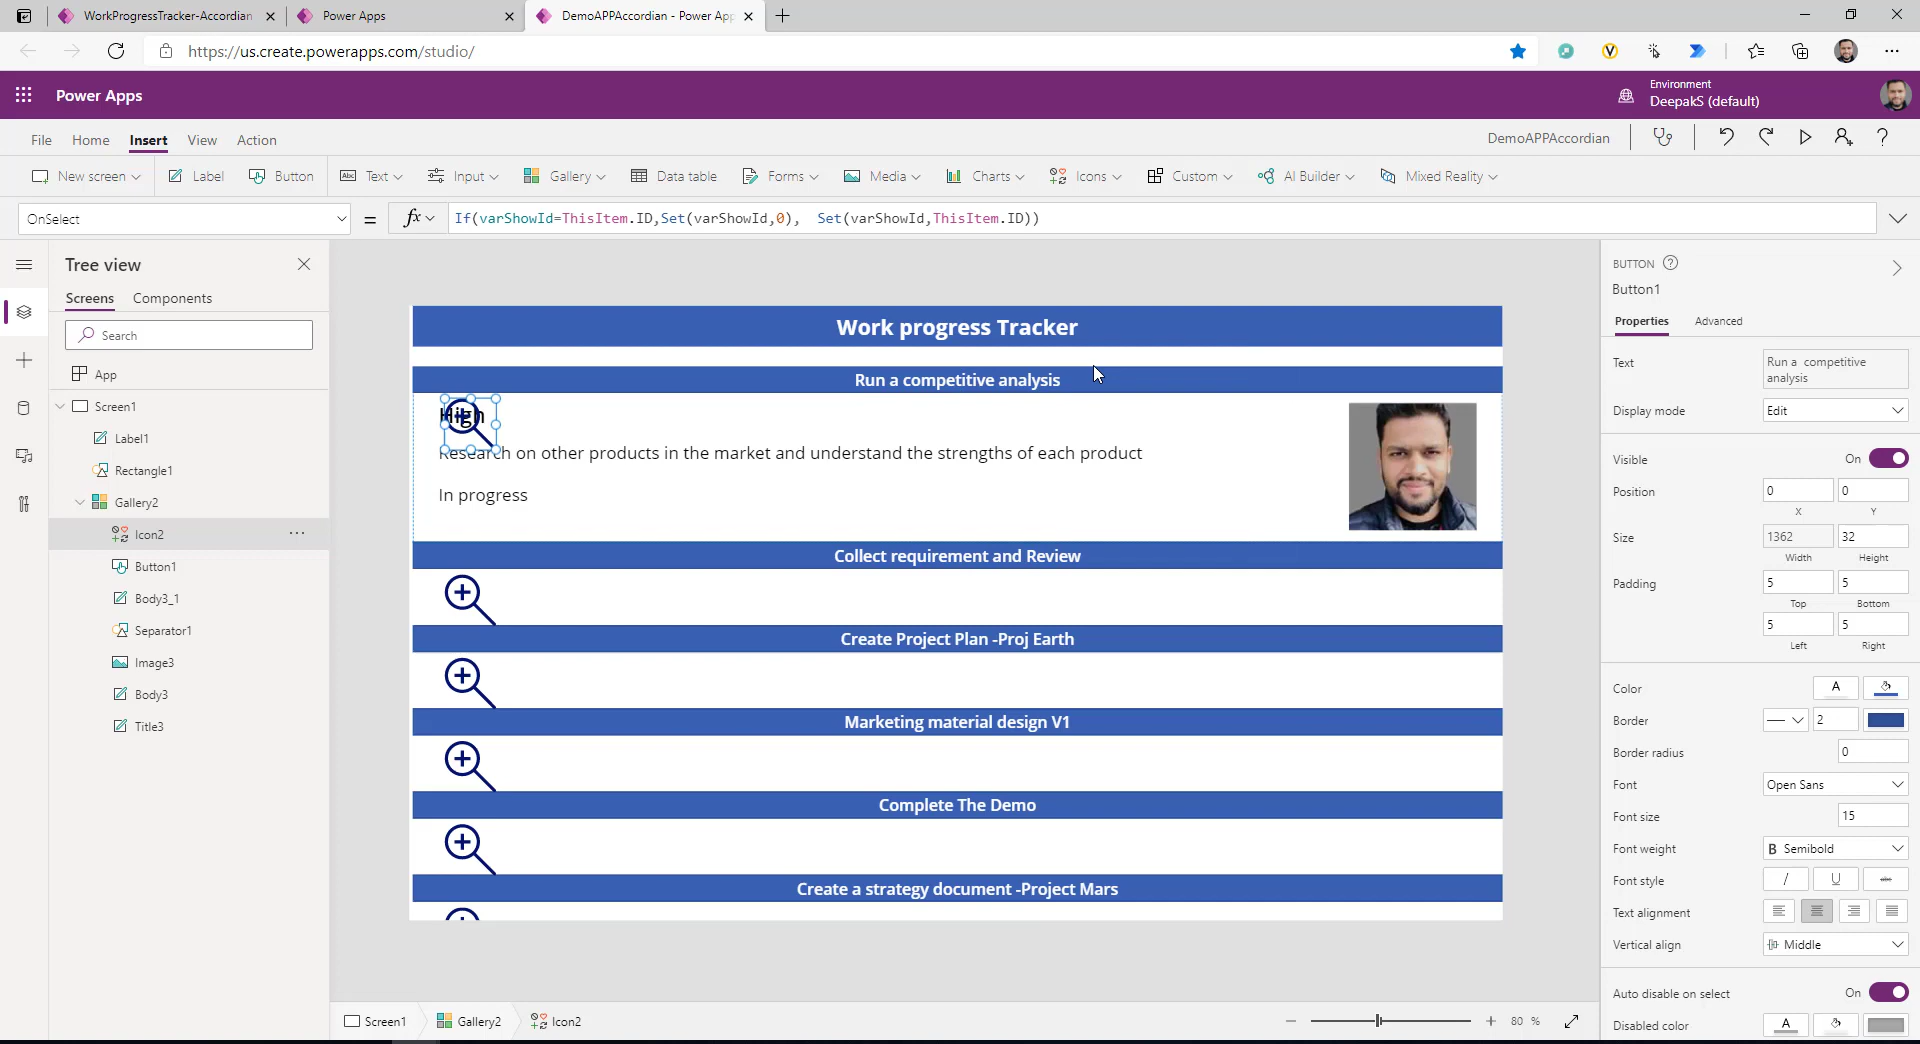 WorkProgressTracker-Accordian
Power Apps
DemoAPPAccordian - Power App
https://us.create.powerapps.com/studio/
Power Apps
Environment
DeepakS (default)
File Home Insert View Action
DemoAPPAccordian
New screen Label Button Text Input Gallery Data table Forms Media Charts Icons Custom AI Builder Mixed Reality
OnSelect = fx If(varShowId=ThisItem.ID,Set(varShowId,0), Set(varShowId,ThisItem.ID))
Tree view
Screens Components
Search
App
Screen1
Label1
Rectangle1
Gallery2
Icon2
Button1
Body3_1
Separator1
Image3
Body3
Title3
Work progress Tracker
Run a competitive analysis
High
Research on other products in the market and understand the strengths of each product
In progress
Collect requirement and Review
Create Project Plan -Proj Earth
Marketing material design V1
Complete The Demo
Create a strategy document -Project Mars
Screen1 Gallery2 Icon2
80 %
BUTTON
Button1
Properties Advanced
Text Run a competitive
analysis
Display mode Edit
Visible On
Position 0 0
X Y
Size 1362 32
Width Height
Padding 5 5
Top Bottom
5 5
Left Right
Color A
Border 2
Border radius 0
Font Open Sans
Font size 15
Font weight B Semibold
Font style / U
Text alignment
Vertical align Middle
Auto disable on select On
Disabled color A